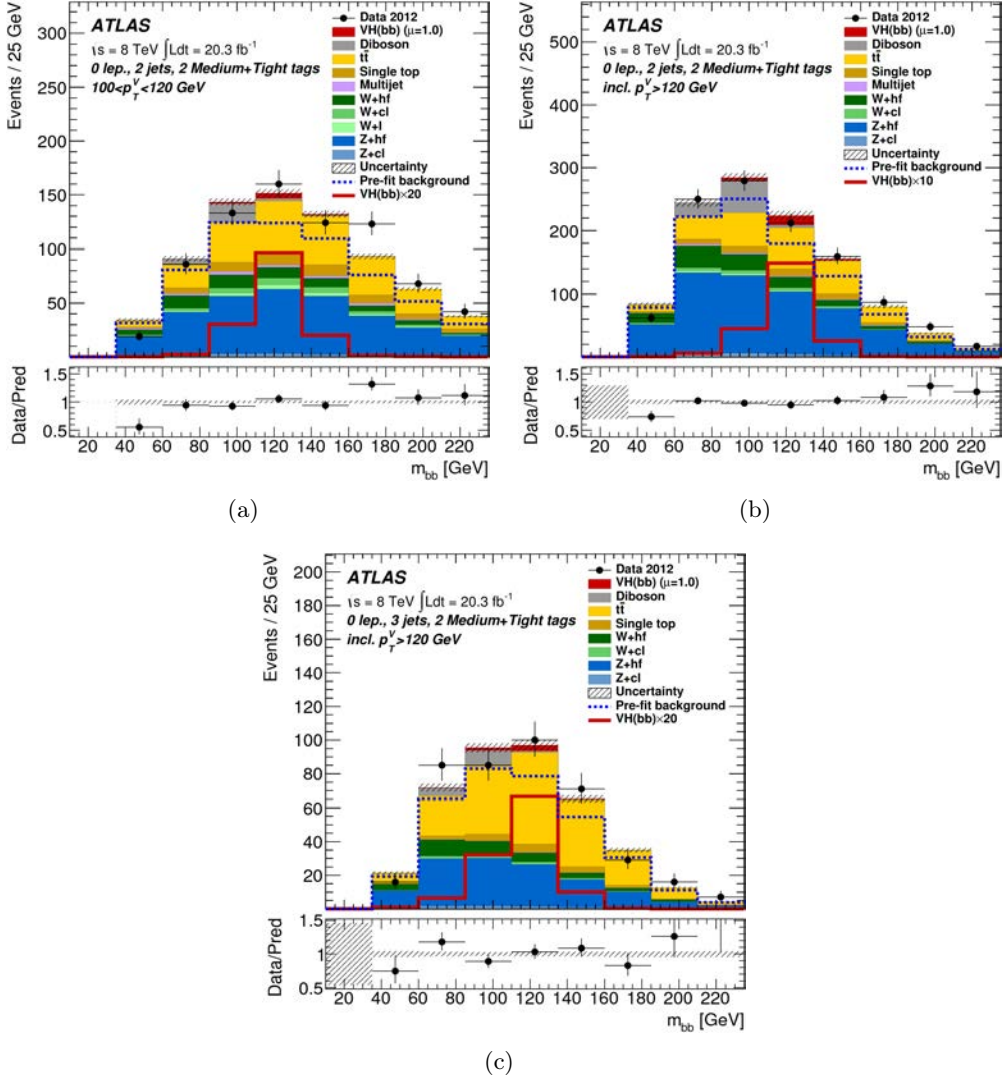 Events / 25 GeV
300
250
200
150
100
50
ATLAS
√s = 8 TeV ∫Ldt = 20.3 fb⁻¹
0 lep., 2 jets, 2 Medium+Tight tags
100<p_T^V<120 GeV
Data 2012
VH(bb) (μ=1.0)
Diboson
tt̄
Single top
Multijet
W+hf
W+cl
W+l
Z+hf
Z+cl
Uncertainty
Pre-fit background
VH(bb)×20
Data/Pred
1.5
1
0.5
20 40 60 80 100 120 140 160 180 200 220
m_bb [GeV]
(a)
Events / 25 GeV
500
400
300
200
100
ATLAS
√s = 8 TeV ∫Ldt = 20.3 fb⁻¹
0 lep., 2 jets, 2 Medium+Tight tags
incl. p_T^V>120 GeV
Data 2012
VH(bb) (μ=1.0)
Diboson
tt̄
Single top
Multijet
W+hf
W+cl
W+l
Z+hf
Z+cl
Uncertainty
Pre-fit background
VH(bb)×10
Data/Pred
1.5
1
0.5
20 40 60 80 100 120 140 160 180 200 220
m_bb [GeV]
(b)
Events / 25 GeV
200
180
160
140
120
100
80
60
40
20
ATLAS
√s = 8 TeV ∫Ldt = 20.3 fb⁻¹
0 lep., 3 jets, 2 Medium+Tight tags
incl. p_T^V>120 GeV
Data 2012
VH(bb) (μ=1.0)
Diboson
tt̄
Single top
W+hf
W+cl
Z+hf
Z+cl
Uncertainty
Pre-fit background
VH(bb)×20
Data/Pred
1.5
1.0
0.5
20 40 60 80 100 120 140 160 180 200 220
m_bb [GeV]
(c)